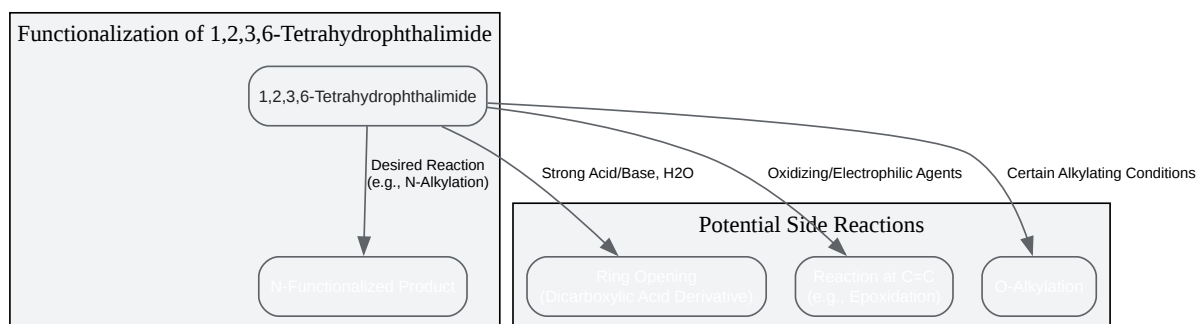 Functionalization of 1,2,3,6-Tetrahydrophthalimide
1,2,3,6-Tetrahydrophthalimide
Desired Reaction
(e.g., N-Alkylation)
Strong Acid/Base, H2O
Oxidizing/Electrophilic Agents
Certain Alkylating Conditions
Potential Side Reactions
N-Functionalized Product
Ring Opening
(Dicarboxylic Acid Derivative)
Reaction at C=C
(e.g., Epoxidation)
O-Alkylation